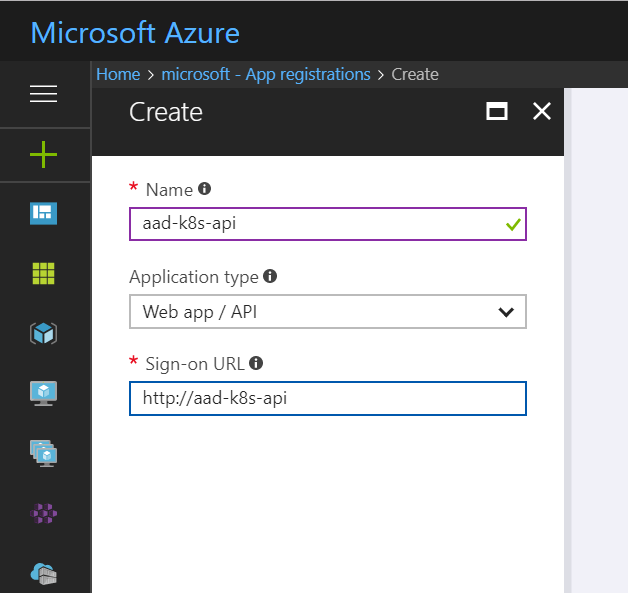 Microsoft Azure
Home > microsoft - App registrations > Create
Create
* Name
aad-k8s-api
Application type
Web app / API
* Sign-on URL
http://aad-k8s-api